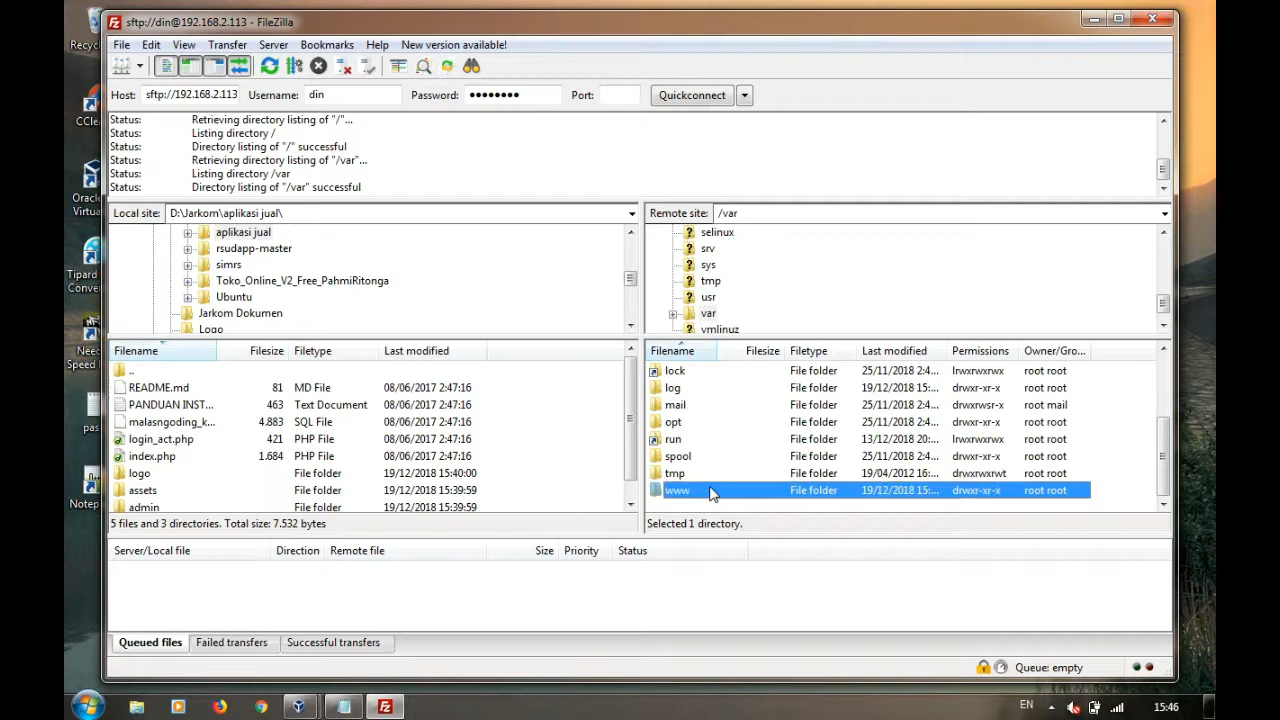 Recyc
sftp://din@192.168.2.113 - FileZilla
File Edit View Transfer Server Bookmarks Help New version available!
Host: sftp://192.168.2.113 Username: din Password: ●●●●●●●● Port: Quickconnect
CClea
Status: Retrieving directory listing of "/"...
Status: Listing directory /
Status: Directory listing of "/" successful
Status: Retrieving directory listing of "/var"...
Status: Listing directory /var
Status: Directory listing of "/var" successful
Oracle
Virtua
Local site: D:\Jarkom\aplikasi jual\
aplikasi jual
rsudapp-master
simrs
Toko_Online_V2_Free_PahmiRitonga
Ubuntu
Jarkom Dokumen
Logo
Remote site: /var
selinux
srv
sys
tmp
usr
var
vmlinuz
Tipard
Conve
Need
Speed
pas
Notep
Filename Filesize Filetype Last modified
..
README.md 81 MD File 08/06/2017 2:47:16
PANDUAN INST... 463 Text Document 08/06/2017 2:47:16
malasngoding_k... 4.883 SQL File 08/06/2017 2:47:16
login_act.php 421 PHP File 08/06/2017 2:47:16
index.php 1.684 PHP File 08/06/2017 2:47:16
logo File folder 19/12/2018 15:40:00
assets File folder 19/12/2018 15:39:59
admin File folder 19/12/2018 15:39:59
5 files and 3 directories. Total size: 7.532 bytes
Filename Filesize Filetype Last modified Permissions Owner/Gro...
lock File folder 25/11/2018 2:4... lrwxrwxrwx root root
log File folder 19/12/2018 15:... drwxr-xr-x root root
mail File folder 25/11/2018 2:4... drwxrwsr-x root mail
opt File folder 25/11/2018 2:4... drwxr-xr-x root root
run File folder 13/12/2018 20:... lrwxrwxrwx root root
spool File folder 25/11/2018 2:4... drwxr-xr-x root root
tmp File folder 19/04/2012 16:... drwxrwxrwt root root
www File folder 19/12/2018 15:... drwxr-xr-x root root
Selected 1 directory.
Server/Local file Direction Remote file Size Priority Status
Queued files Failed transfers Successful transfers
Queue: empty
EN 15:46